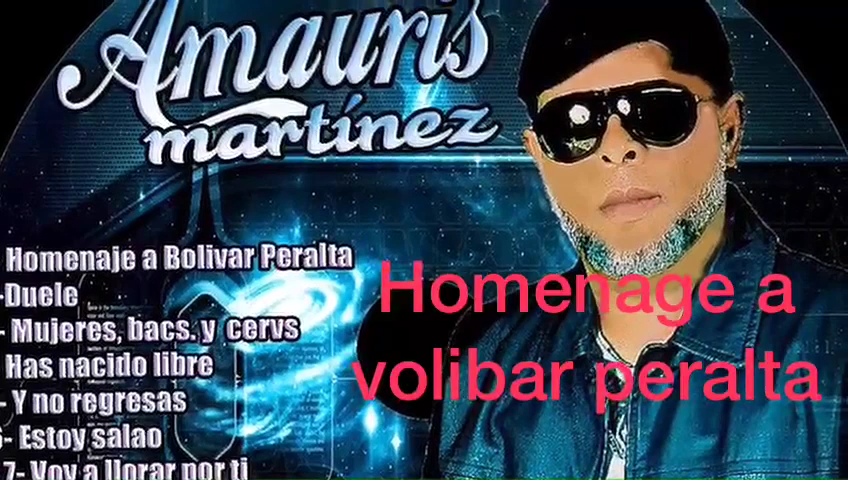 Amauris
martínez
Homenaje a Bolivar Peralta
-Duele
- Mujeres, bacs. y cervs
Has nacido libre
- Y no regresas
- Estoy salao
7- Voy a llorar por ti
Homenage a
volibar peralta